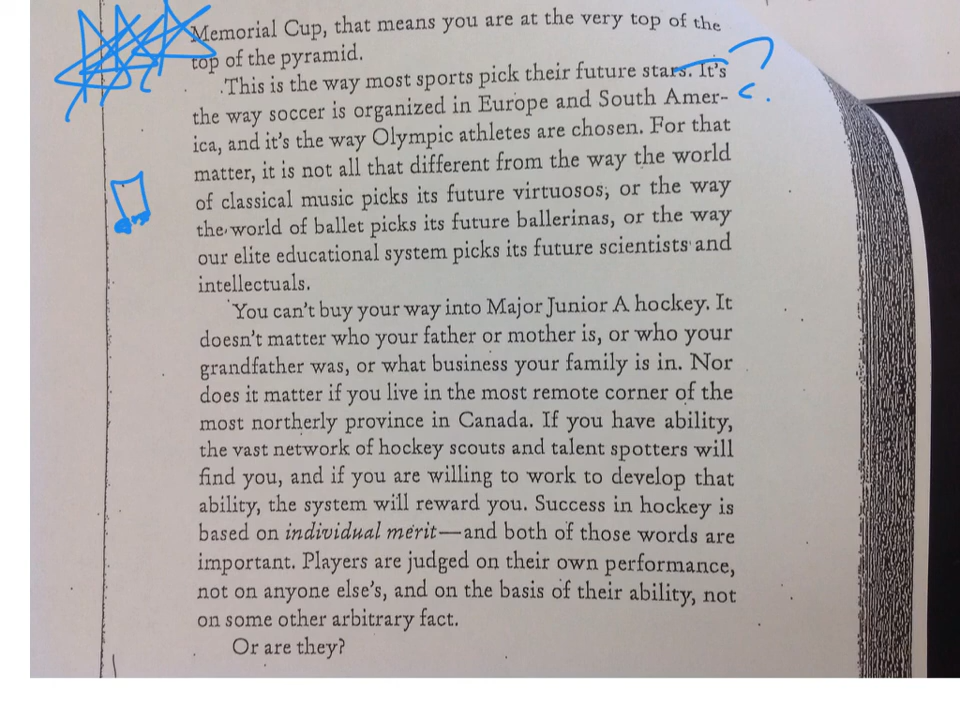 Memorial Cup, that means you are at the very top of the
top of the pyramid.
This is the way most sports pick their future stars. It's
the way soccer is organized in Europe and South Amer-
ica, and it's the way Olympic athletes are chosen. For that
matter, it is not all that different from the way the world
of classical music picks its future virtuosos, or the way
the world of ballet picks its future ballerinas, or the way
our elite educational system picks its future scientists and
intellectuals.
You can't buy your way into Major Junior A hockey. It
doesn't matter who your father or mother is, or who your
grandfather was, or what business your family is in. Nor
does it matter if you live in the most remote corner of the
most northerly province in Canada. If you have ability,
the vast network of hockey scouts and talent spotters will
find you, and if you are willing to work to develop that
ability, the system will reward you. Success in hockey is
based on individual merit—and both of those words are
important. Players are judged on their own performance,
not on anyone else's, and on the basis of their ability, not
on some other arbitrary fact.
Or are they?